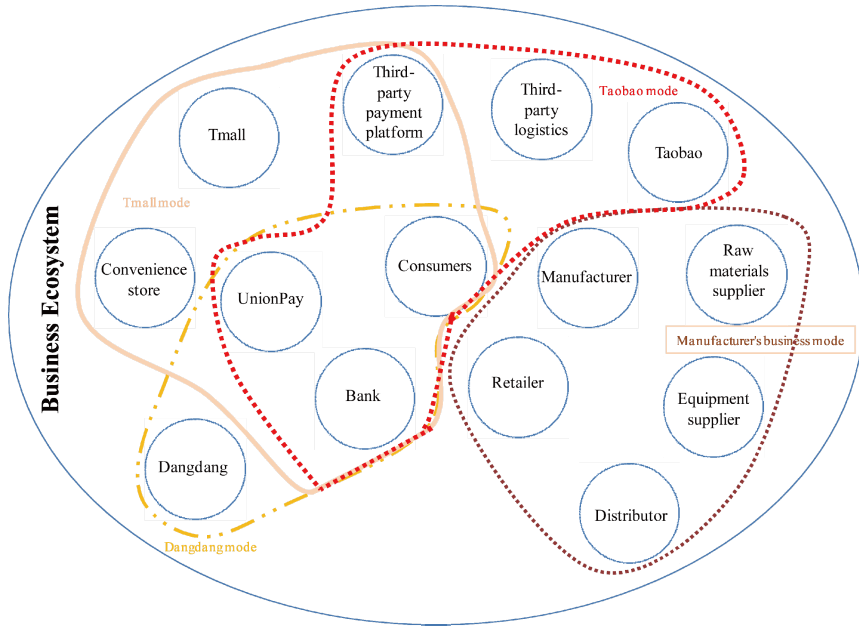 Business Ecosystem
Third-
party
payment
platform
Third-
party
logistics
Taobao mode
Tmall
Taobao
Tmall mode
Convenience
store
UnionPay
Consumers
Manufacturer
Raw
materials
supplier
Manufacturer's business mode
Bank
Retailer
Equipment
supplier
Dangdang
Distributor
Dangdang mode